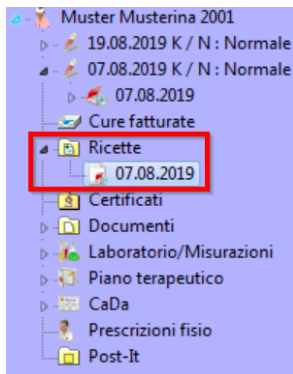 Muster Musterina 2001
19.08.2019 K / N : Normale
07.08.2019 K / N : Normale
07.08.2019
Cure fatturate
Ricette
07.08.2019
Certificati
Documenti
Laboratorio/Misurazioni
Piano terapeutico
CaDa
Prescrizioni fisio
Post-It